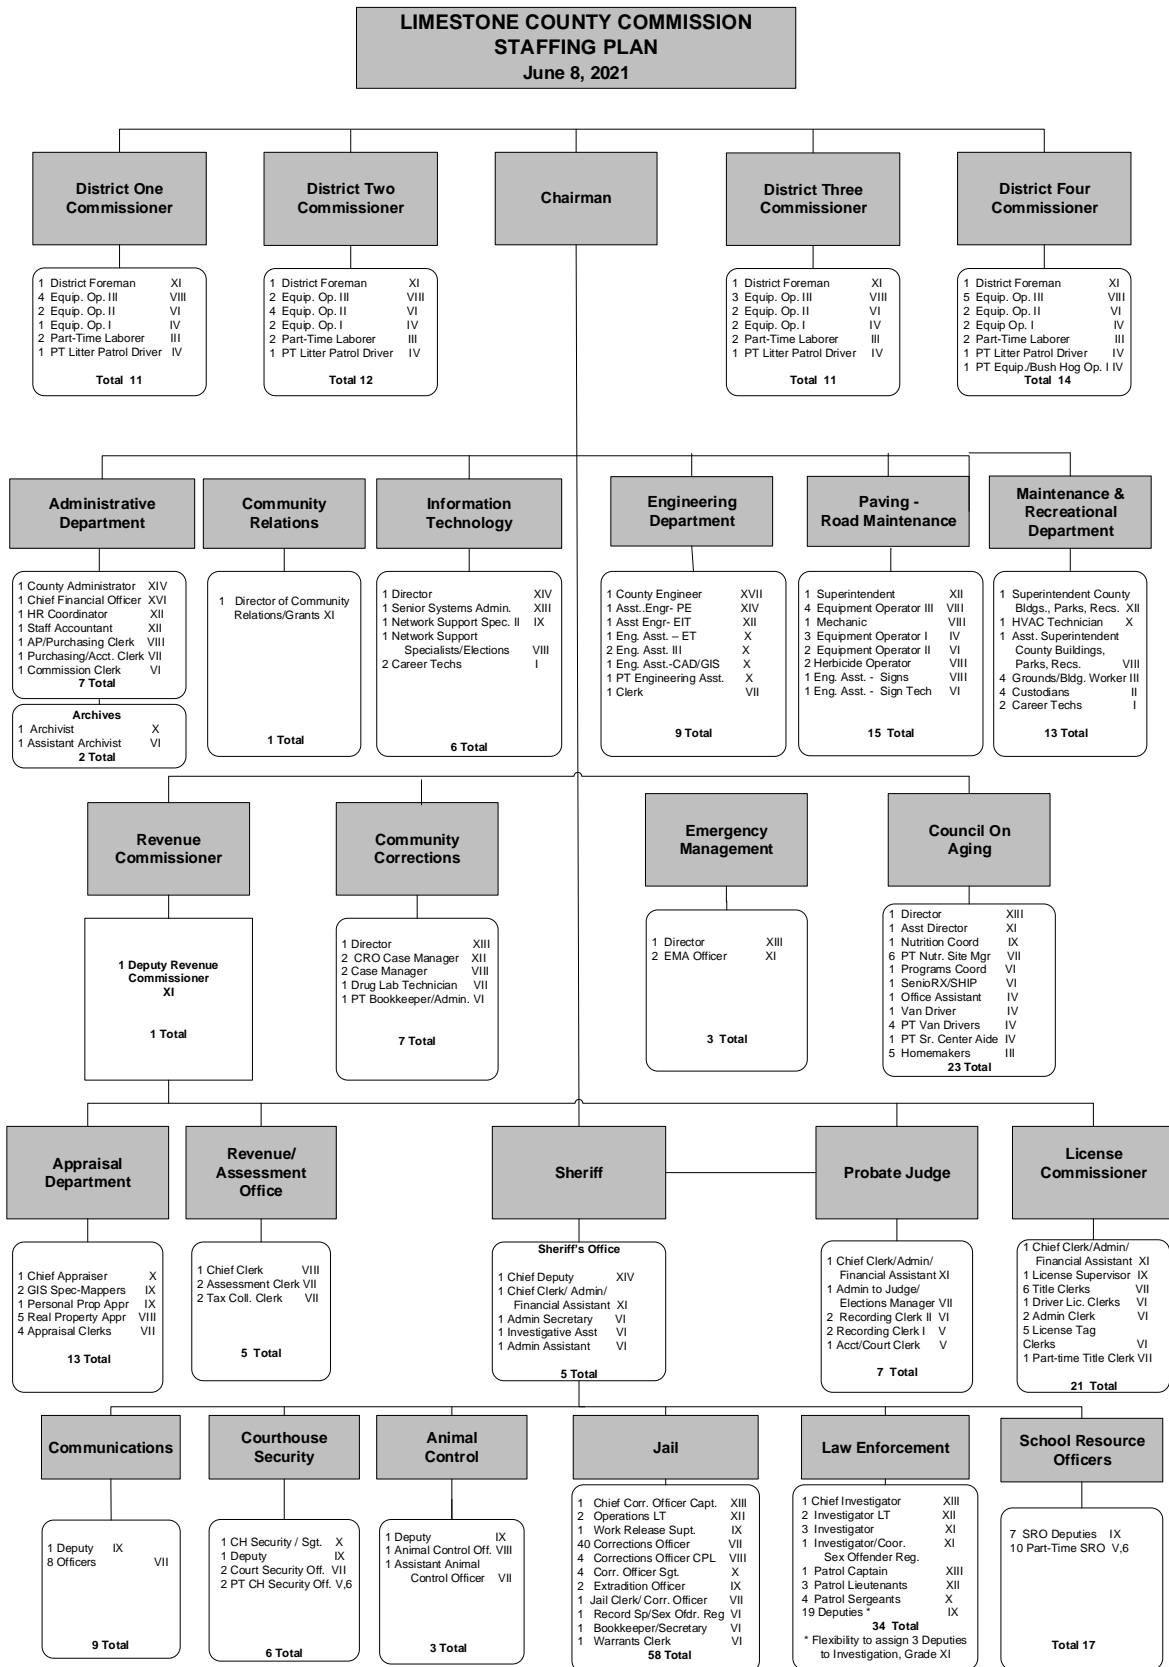 LIMESTONE COUNTY COMMISSION
STAFFING PLAN
June 8, 2021
District One
Commissioner
District Two
Commissioner
Chairman
District Three
Commissioner
District Four
Commissioner
1 District Foreman XI
4 Equip. Op. III VIII
2 Equip. Op. II VI
1 Equip. Op. I IV
2 Part-Time Laborer III
1 PT Litter Patrol Driver IV
Total 11
1 District Foreman XI
2 Equip. Op. III VIII
4 Equip. Op. II VI
2 Equip. Op. I IV
2 Part-Time Laborer III
1 PT Litter Patrol Driver IV
Total 12
1 District Foreman XI
3 Equip. Op. III VIII
2 Equip. Op. II VI
2 Equip. Op. I IV
2 Part-Time Laborer III
1 PT Litter Patrol Driver IV
Total 11
1 District Foreman XI
5 Equip. Op. III VIII
2 Equip. Op. II VI
2 Equip Op. I IV
2 Part-Time Laborer III
1 PT Litter Patrol Driver IV
1 PT Equip./Bush Hog Op. I IV
Total 14
Administrative
Department
Community
Relations
Information
Technology
Engineering
Department
Paving -
Road Maintenance
Maintenance &
Recreational
Department
1 County Administrator XIV
1 Chief Financial Officer XVI
1 HR Coordinator XII
1 Staff Accountant XII
1 AP/Purchasing Clerk VIII
1 Purchasing/Acct. Clerk VII
1 Commission Clerk VI
7 Total
Archives
1 Archivist X
1 Assistant Archivist VI
2 Total
1 Director of Community
Relations/Grants XI
1 Total
1 Director XIV
1 Senior Systems Admin. XIII
1 Network Support Spec. II IX
1 Network Support
Specialists/Elections VIII
2 Career Techs I
6 Total
1 County Engineer XVII
1 Asst..Engr- PE XIV
1 Asst Engr- EIT XII
1 Eng. Asst. – ET X
2 Eng. Asst. III X
1 Eng. Asst.-CAD/GIS X
1 PT Engineering Asst. X
1 Clerk VII
9 Total
1 Superintendent XII
4 Equipment Operator III VIII
1 Mechanic VIII
3 Equipment Operator I IV
2 Equipment Operator II VI
2 Herbicide Operator VIII
1 Eng. Asst. - Signs VIII
1 Eng. Asst. - Sign Tech VI
15 Total
1 Superintendent County
Bldgs., Parks, Recs. XII
1 HVAC Technician X
1 Asst. Superintendent
County Buildings,
Parks, Recs. VIII
4 Grounds/Bldg. Worker III
4 Custodians II
2 Career Techs I
13 Total
Revenue
Commissioner
Community
Corrections
Emergency
Management
Council On
Aging
1 Deputy Revenue
Commissioner
XI
1 Total
1 Director XIII
2 CRO Case Manager XII
2 Case Manager VIII
1 Drug Lab Technician VII
1 PT Bookkeeper/Admin. VI
7 Total
1 Director XIII
2 EMA Officer XI
3 Total
1 Director XIII
1 Asst Director XI
1 Nutrition Coord IX
6 PT Nutr. Site Mgr VII
1 Programs Coord VI
1 SenioRX/SHIP VI
1 Office Assistant IV
1 Van Driver IV
4 PT Van Drivers IV
1 PT Sr. Center Aide IV
5 Homemakers III
23 Total
Appraisal
Department
Revenue/
Assessment
Office
Sheriff
Probate Judge
License
Commissioner
1 Chief Appraiser X
2 GIS Spec-Mappers IX
1 Personal Prop Appr IX
5 Real Property Appr VIII
4 Appraisal Clerks VII
13 Total
1 Chief Clerk VIII
2 Assessment Clerk VII
2 Tax Coll. Clerk VII
5 Total
Sheriff's Office
1 Chief Deputy XIV
1 Chief Clerk/ Admin/
Financial Assistant XI
1 Admin Secretary VI
1 Investigative Asst VI
1 Admin Assistant VI
5 Total
1 Chief Clerk/Admin/
Financial Assistant XI
1 Admin to Judge/
Elections Manager VII
2 Recording Clerk II VI
2 Recording Clerk I V
1 Acct/Court Clerk V
7 Total
1 Chief Clerk/Admin/
Financial Assistant XI
1 License Supervisor IX
6 Title Clerks VII
1 Driver Lic. Clerks VI
2 Admin Clerk VI
5 License Tag
Clerks VI
1 Part-time Title Clerk VII
21 Total
Communications
Courthouse
Security
Animal
Control
Jail
Law Enforcement
School Resource
Officers
1 Deputy IX
8 Officers VII
9 Total
1 CH Security / Sgt. X
1 Deputy IX
2 Court Security Off. VII
2 PT CH Security Off. V,6
6 Total
1 Deputy IX
1 Animal Control Off. VIII
1 Assistant Animal
Control Officer VII
3 Total
1 Chief Corr. Officer Capt. XIII
2 Operations LT XII
1 Work Release Supt. IX
40 Corrections Officer VII
4 Corrections Officer CPL VIII
4 Corr. Officer Sgt. X
2 Extradition Officer IX
1 Jail Clerk/ Corr. Officer VII
1 Record Sp/Sex Ofdr. Reg VI
1 Bookkeeper/Secretary VI
1 Warrants Clerk VI
58 Total
1 Chief Investigator XIII
2 Investigator LT XII
3 Investigator XI
1 Investigator/Coor. XI
Sex Offender Reg.
1 Patrol Captain XIII
3 Patrol Lieutenants XII
4 Patrol Sergeants X
19 Deputies * IX
34 Total
* Flexibility to assign 3 Deputies
to Investigation, Grade XI
7 SRO Deputies IX
10 Part-Time SRO V,6
Total 17